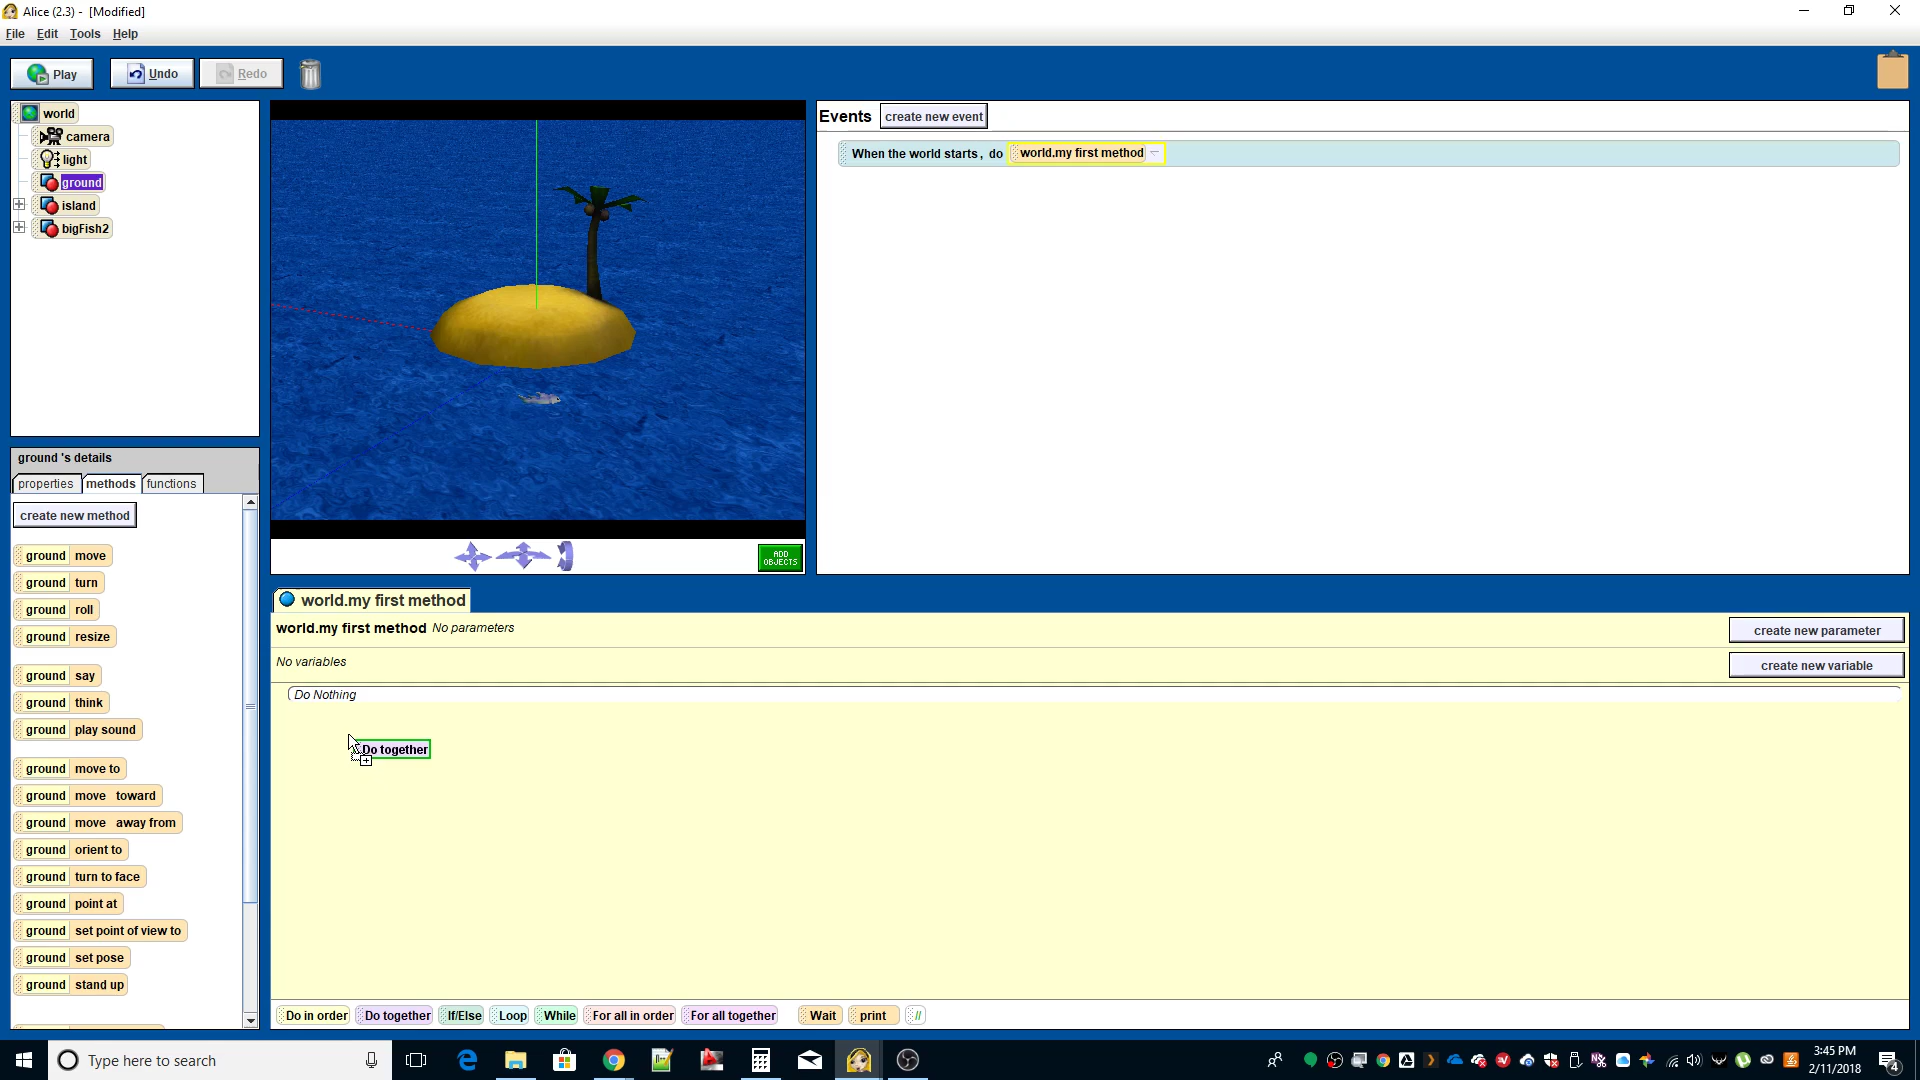 Alice (2.3) - [Modified]
File Edit Tools Help
Play Undo Redo
world
camera
light
ground
island
bigFish2
Events create new event
When the world starts, do world.my first method
ADD
OBJECTS
ground 's details
properties methods functions
create new method
ground move
ground turn
ground roll
ground resize
ground say
ground think
ground play sound
ground move to
ground move toward
ground move away from
ground orient to
ground turn to face
ground point at
ground set point of view to
ground set pose
ground stand up
world.my first method
world.my first method No parameters
create new parameter
No variables
create new variable
Do Nothing
Do together
Do in order Do together If/Else Loop While For all in order For all together Wait print //
Type here to search
3:45 PM
2/11/2018
4